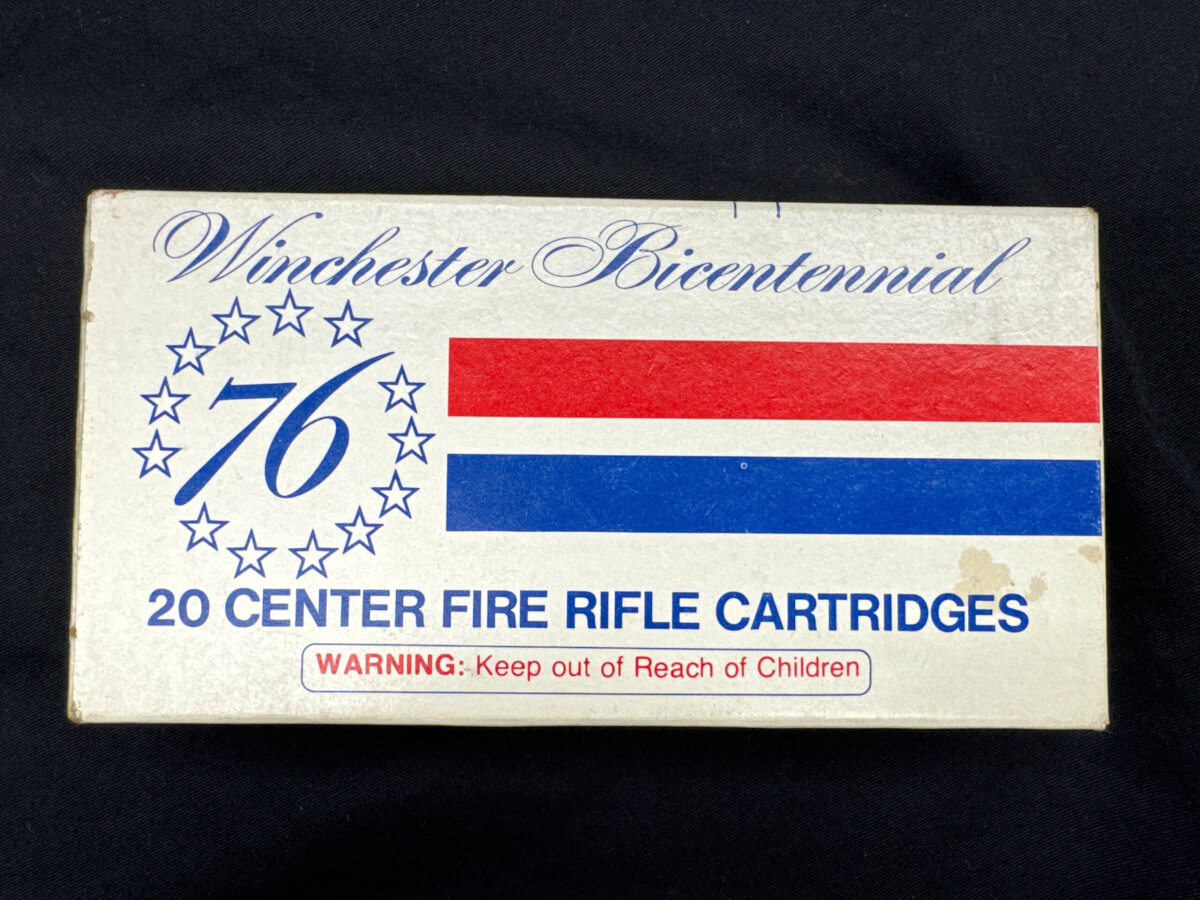 Winchester Bicentennial
76
20 CENTER FIRE RIFLE CARTRIDGES
WARNING: Keep out of Reach of Children